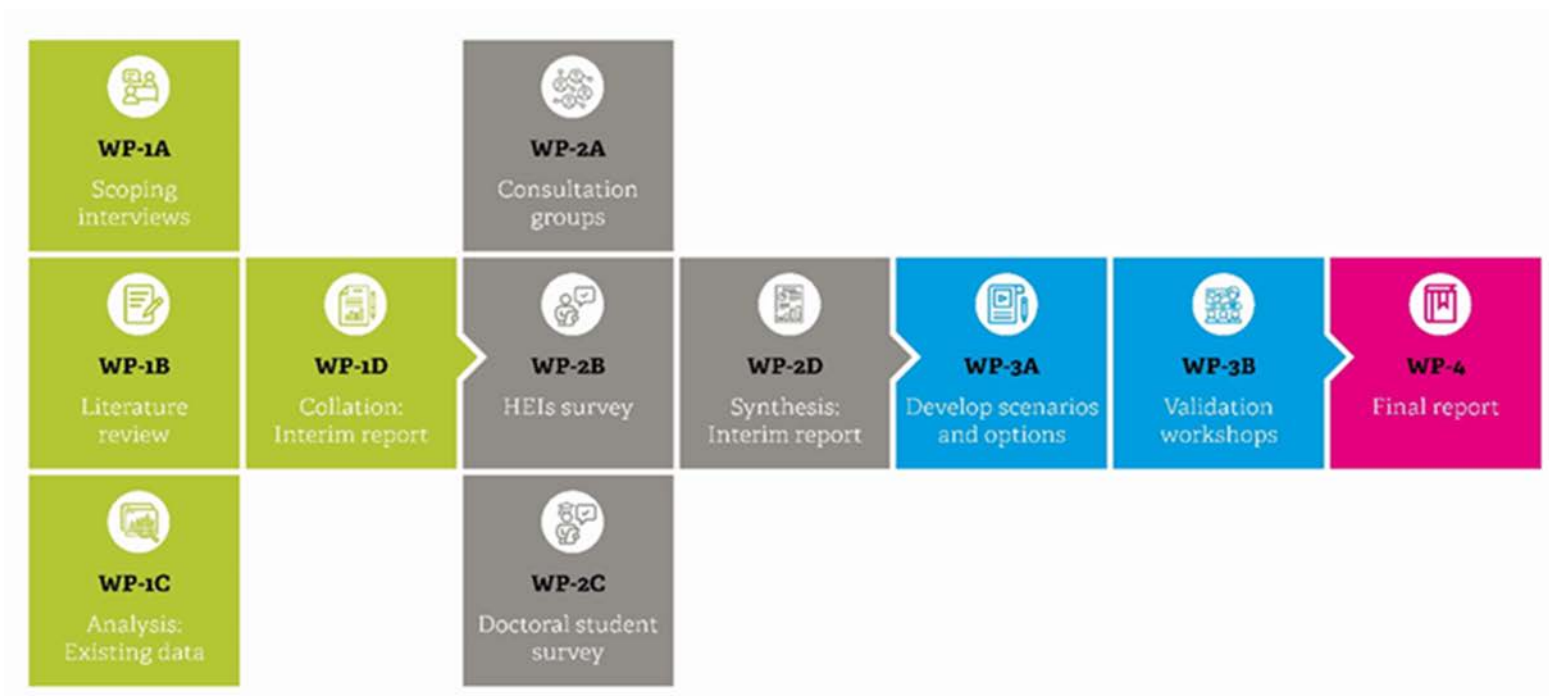 WP-1A
Scoping
interviews
WP-2A
Consultation
groups
WP-1B
Literature
review
WP-1D
Collation:
Interim report
WP-2B
HEIs survey
WP-2D
Synthesis:
Interim report
WP-3A
Develop scenarios
and options
WP-3B
Validation
workshops
WP-4
Final report
WP-1C
Analysis:
Existing data
WP-2C
Doctoral student
survey